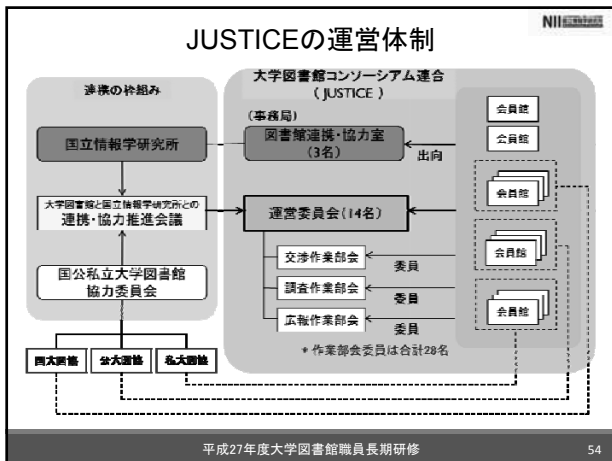 NII
JUSTICEの運営体制
連携の枠組み
大学図書館コンソーシアム連合
(JUSTICE)
(事務局)
国立情報学研究所
図書館連携・協力室
(3名)
出向
会員館
会員館
会員館
大学図書館と国立情報学研究所との
連携・協力推進会議
運営委員会(14名)
国公私立大学図書館
協力委員会
交渉作業部会
委員
会員館
調査作業部会
委員
広報作業部会
委員
会員館
国大図協
公大図協
私大図協
* 作業部会委員は合計28名
平成27年度大学図書館職員長期研修
54